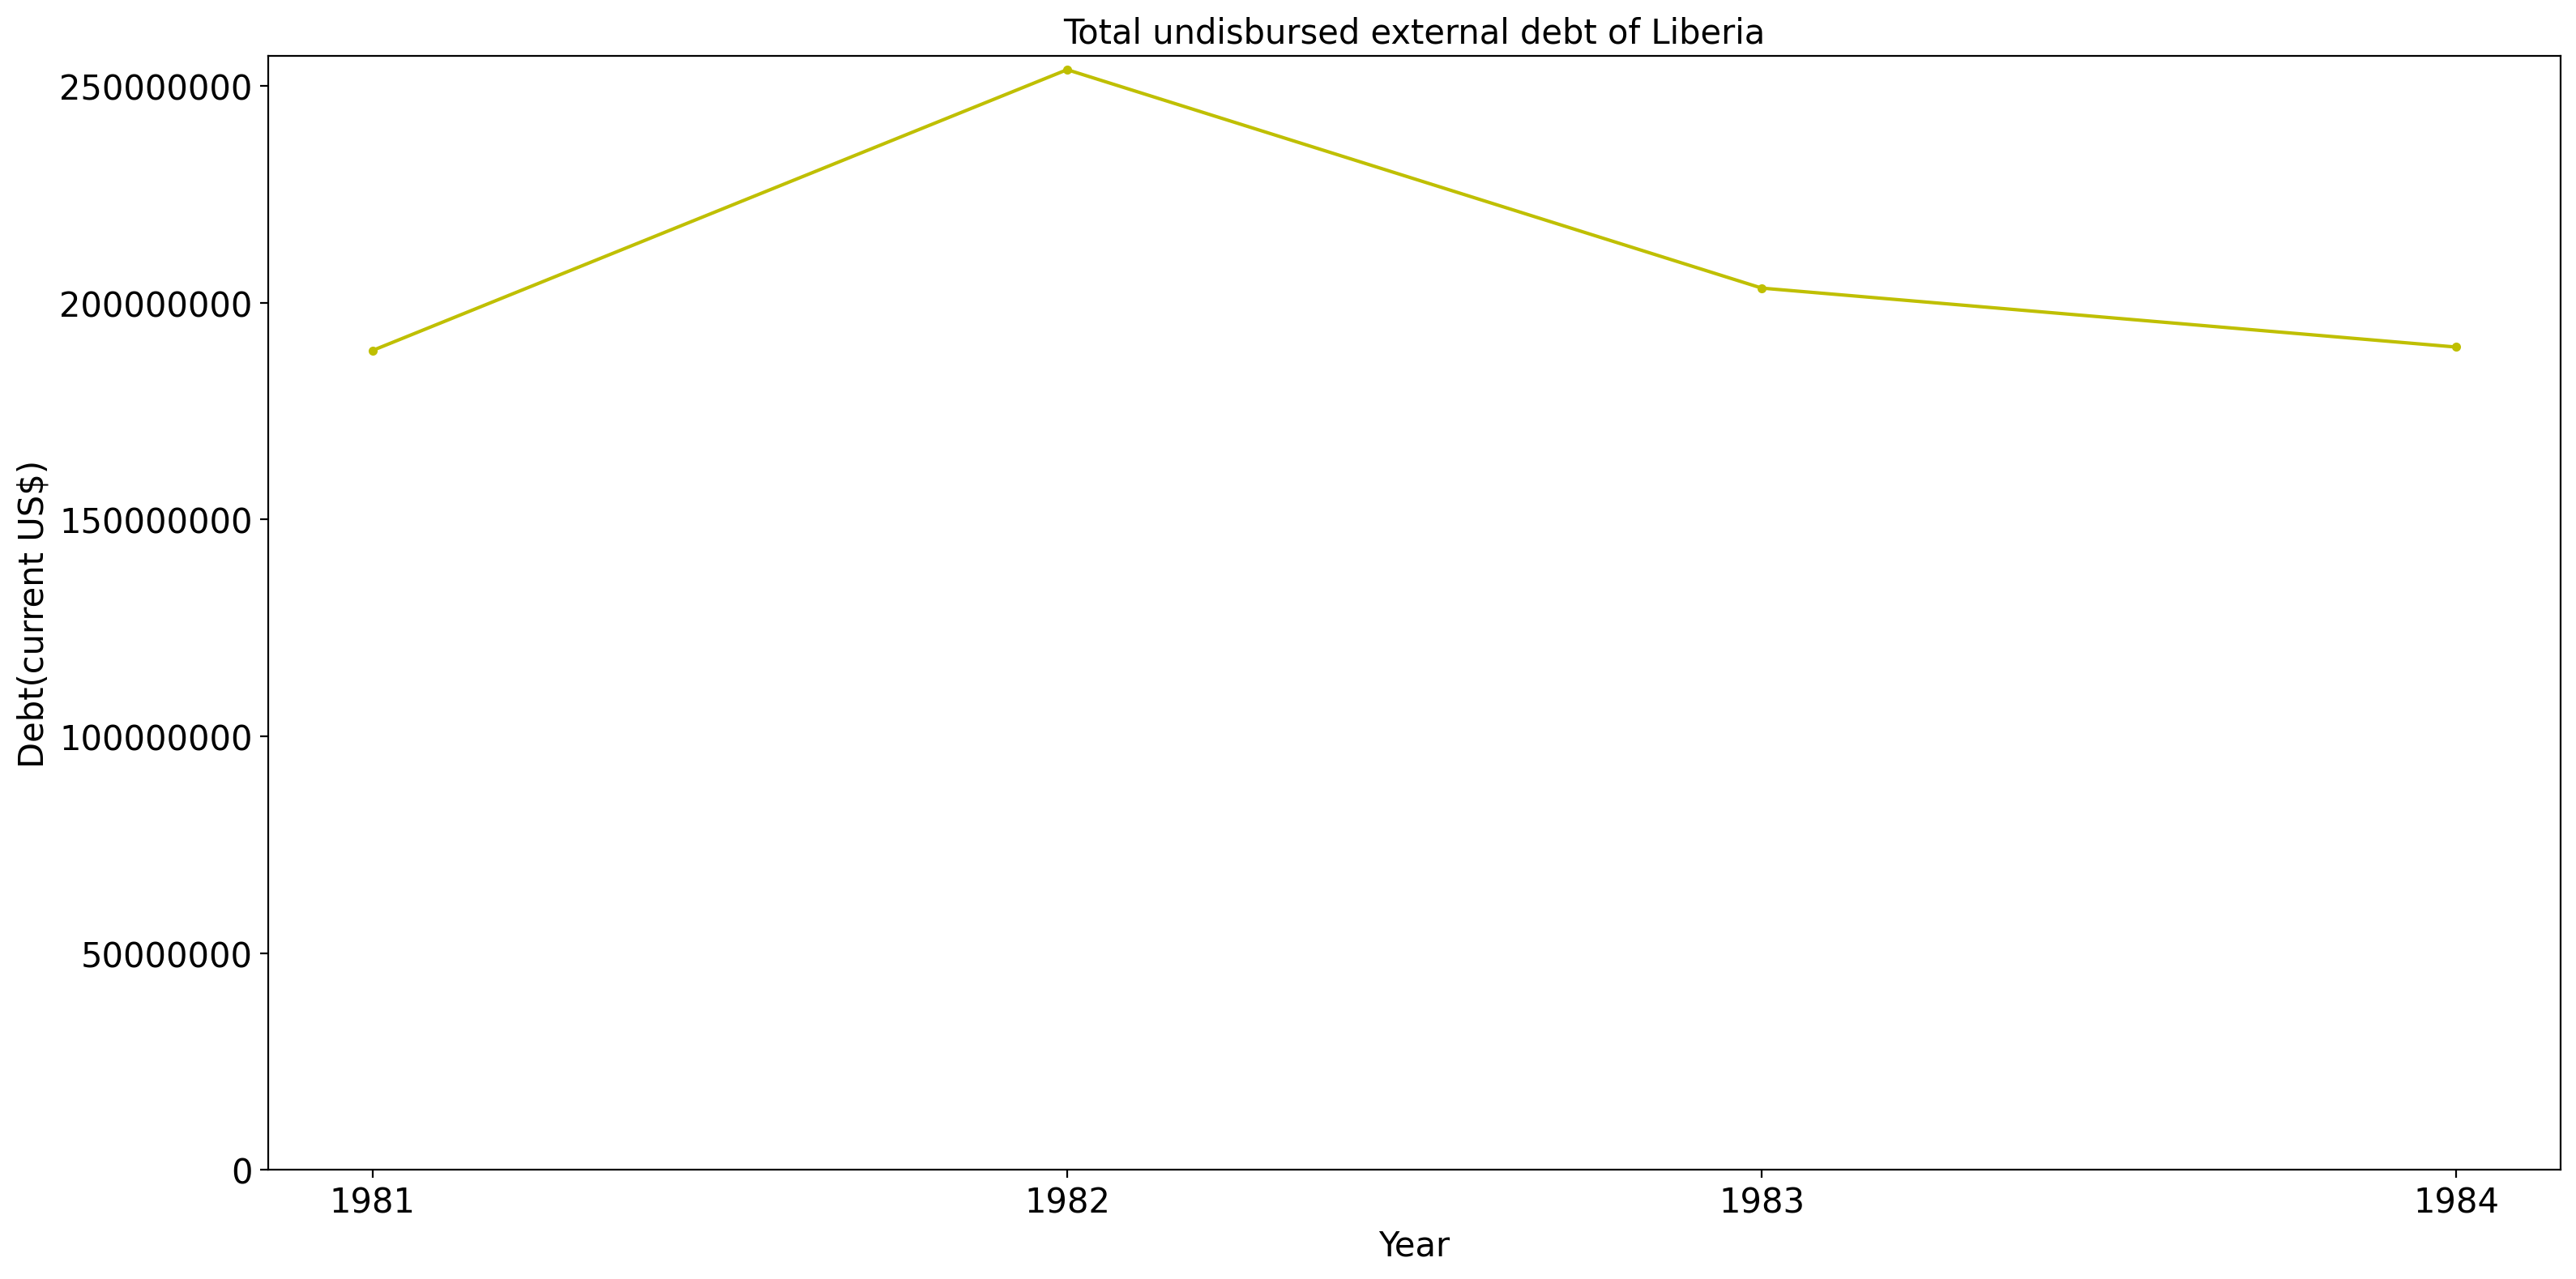 Total undisbursed external debt of Liberia
250000000
200000000
150000000
100000000
50000000
0
Debt(current US$)
1981 1982 1983 1984
Year